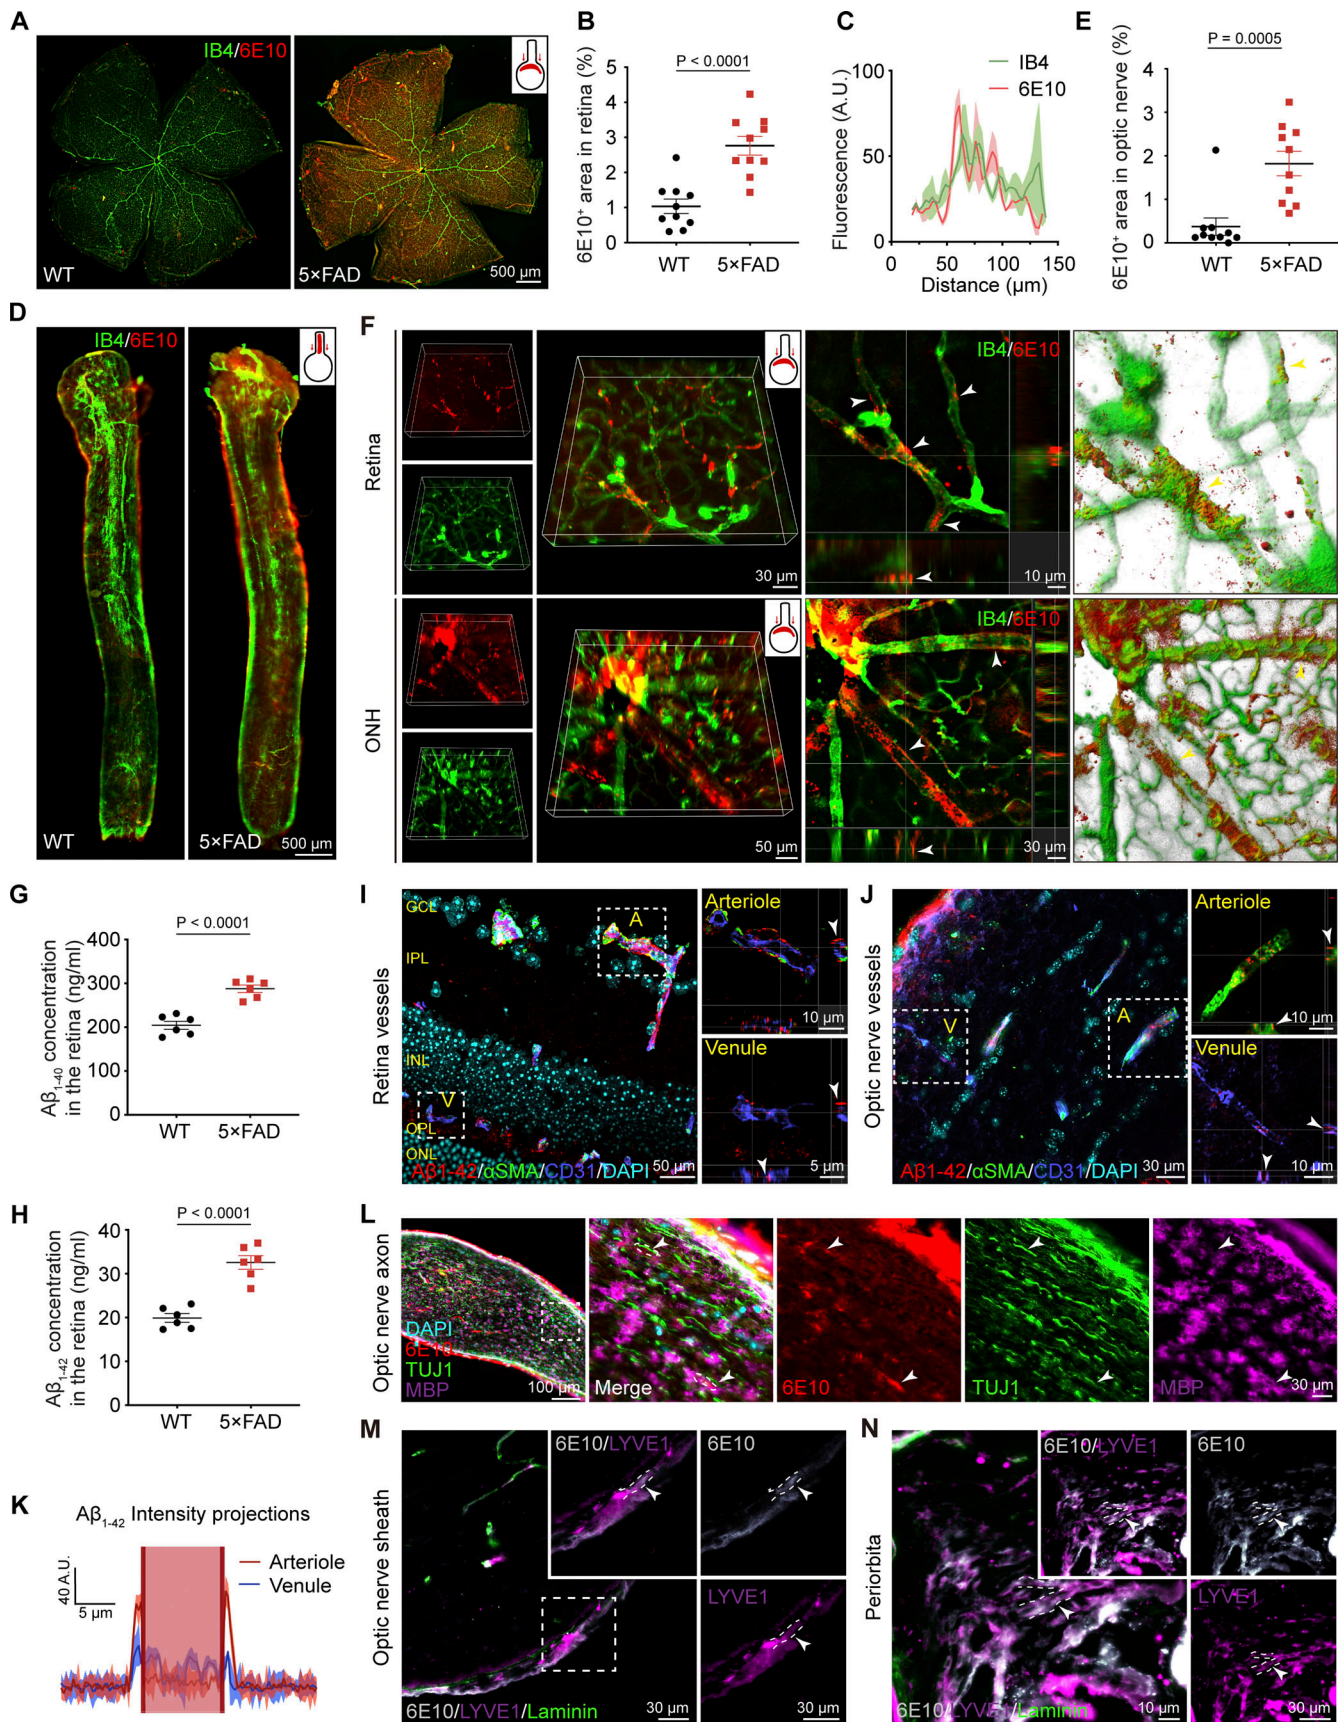 A
IB4/6E10
WT
5×FAD
500 µm
B
P < 0.0001
6E10⁺ area in retina (%)
5
4
3
2
1
0
WT
5×FAD
C
IB4
6E10
Fluorescence (A.U.)
100
50
0
0
50
100
150
Distance (µm)
E
P = 0.0005
6E10⁺ area in optic nerve (%)
4
3
2
1
0
WT
5×FAD
D
IB4/6E10
WT
5×FAD
500 µm
F
Retina
30 µm
IB4/6E10
10 µm
ONH
50 µm
IB4/6E10
30 µm
G
P < 0.0001
Aβ₁₋₄₀ concentration
in the retina (ng/ml)
400
300
200
100
0
WT
5×FAD
H
P < 0.0001
Aβ₁₋₄₂ concentration
in the retina (ng/ml)
40
30
20
10
0
WT
5×FAD
I
Retina vessels
GCL
IPL
INL
OPL
ONL
A
V
Aβ1-42/αSMA/CD31/DAPI
50 µm
Arteriole
10 µm
Venule
5 µm
J
Optic nerve vessels
V
A
Aβ1-42/αSMA/CD31/DAPI
30 µm
Arteriole
10 µm
Venule
10 µm
K
Aβ₁₋₄₂ Intensity projections
40 A.U.
5 µm
Arteriole
Venule
L
Optic nerve axon
DAPI
6E10
TUJ1
MBP
100 µm
Merge
6E10
TUJ1
MBP
30 µm
M
Optic nerve sheath
6E10/LYVE1
6E10
LYVE1
6E10/LYVE1/Laminin
30 µm
30 µm
N
Periorbita
6E10/LYVE1
6E10
LYVE1
6E10/LYVE1/Laminin
10 µm
30 µm